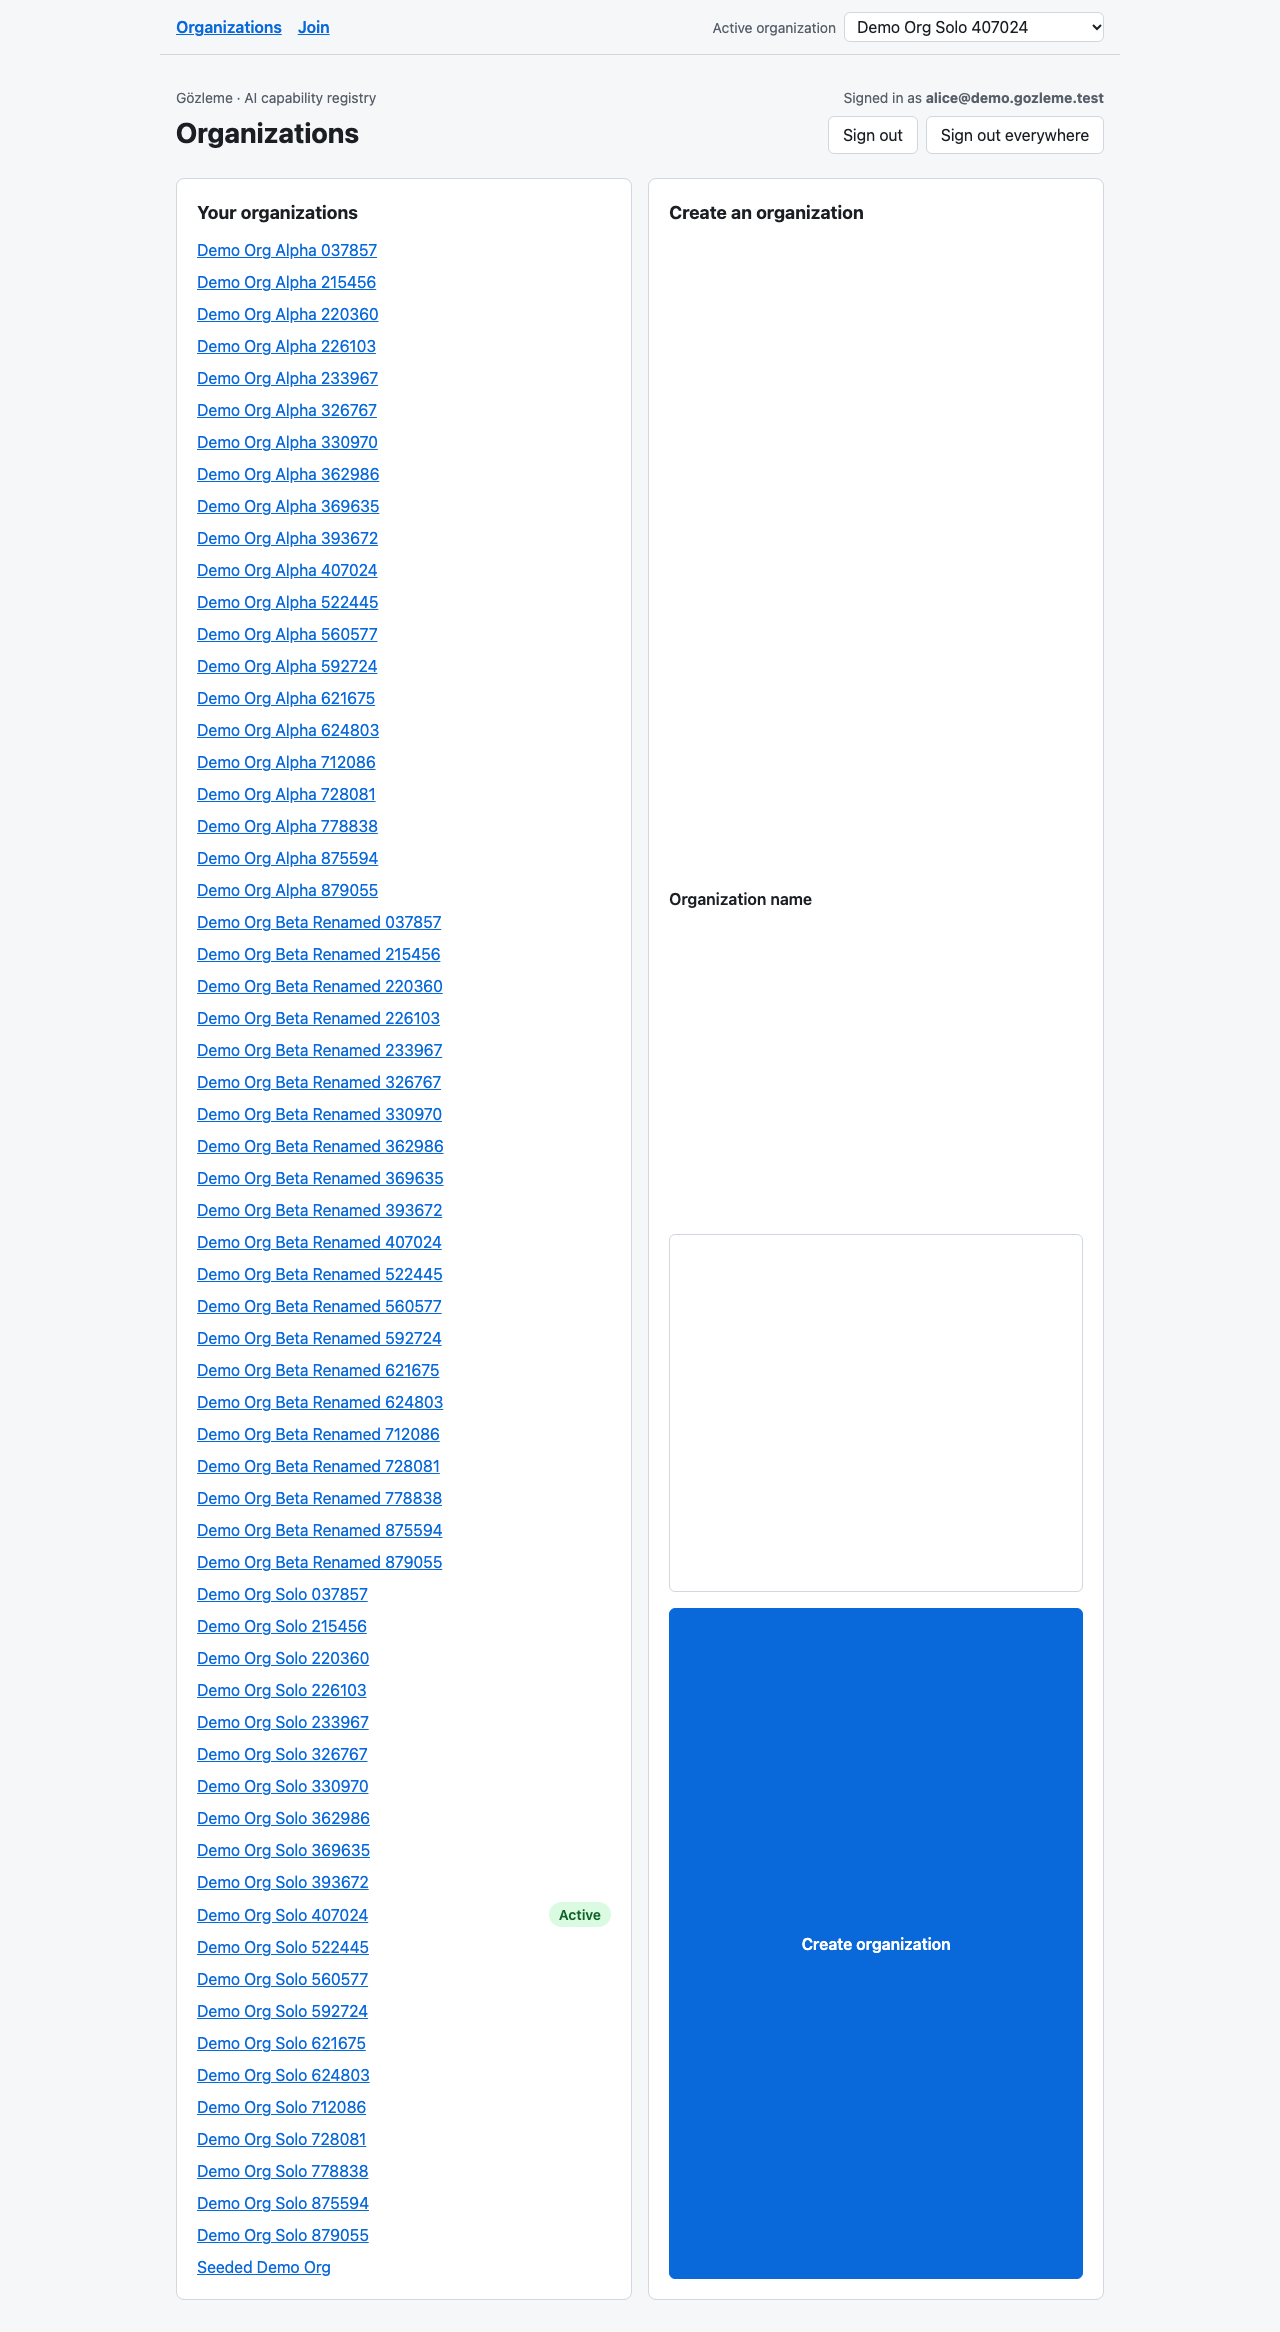 Organizations Join Active organization Demo Org Solo 407024
Gözleme · AI capability registry
Signed in as alice@demo.gozleme.test
Organizations
Sign out Sign out everywhere
Your organizations
Demo Org Alpha 037857
Demo Org Alpha 215456
Demo Org Alpha 220360
Demo Org Alpha 226103
Demo Org Alpha 233967
Demo Org Alpha 326767
Demo Org Alpha 330970
Demo Org Alpha 362986
Demo Org Alpha 369635
Demo Org Alpha 393672
Demo Org Alpha 407024
Demo Org Alpha 522445
Demo Org Alpha 560577
Demo Org Alpha 592724
Demo Org Alpha 621675
Demo Org Alpha 624803
Demo Org Alpha 712086
Demo Org Alpha 728081
Demo Org Alpha 778838
Demo Org Alpha 875594
Demo Org Alpha 879055
Demo Org Beta Renamed 037857
Demo Org Beta Renamed 215456
Demo Org Beta Renamed 220360
Demo Org Beta Renamed 226103
Demo Org Beta Renamed 233967
Demo Org Beta Renamed 326767
Demo Org Beta Renamed 330970
Demo Org Beta Renamed 362986
Demo Org Beta Renamed 369635
Demo Org Beta Renamed 393672
Demo Org Beta Renamed 407024
Demo Org Beta Renamed 522445
Demo Org Beta Renamed 560577
Demo Org Beta Renamed 592724
Demo Org Beta Renamed 621675
Demo Org Beta Renamed 624803
Demo Org Beta Renamed 712086
Demo Org Beta Renamed 728081
Demo Org Beta Renamed 778838
Demo Org Beta Renamed 875594
Demo Org Beta Renamed 879055
Demo Org Solo 037857
Demo Org Solo 215456
Demo Org Solo 220360
Demo Org Solo 226103
Demo Org Solo 233967
Demo Org Solo 326767
Demo Org Solo 330970
Demo Org Solo 362986
Demo Org Solo 369635
Demo Org Solo 393672
Demo Org Solo 407024 Active
Demo Org Solo 522445
Demo Org Solo 560577
Demo Org Solo 592724
Demo Org Solo 621675
Demo Org Solo 624803
Demo Org Solo 712086
Demo Org Solo 728081
Demo Org Solo 778838
Demo Org Solo 875594
Demo Org Solo 879055
Seeded Demo Org
Create an organization
Organization name
Create organization